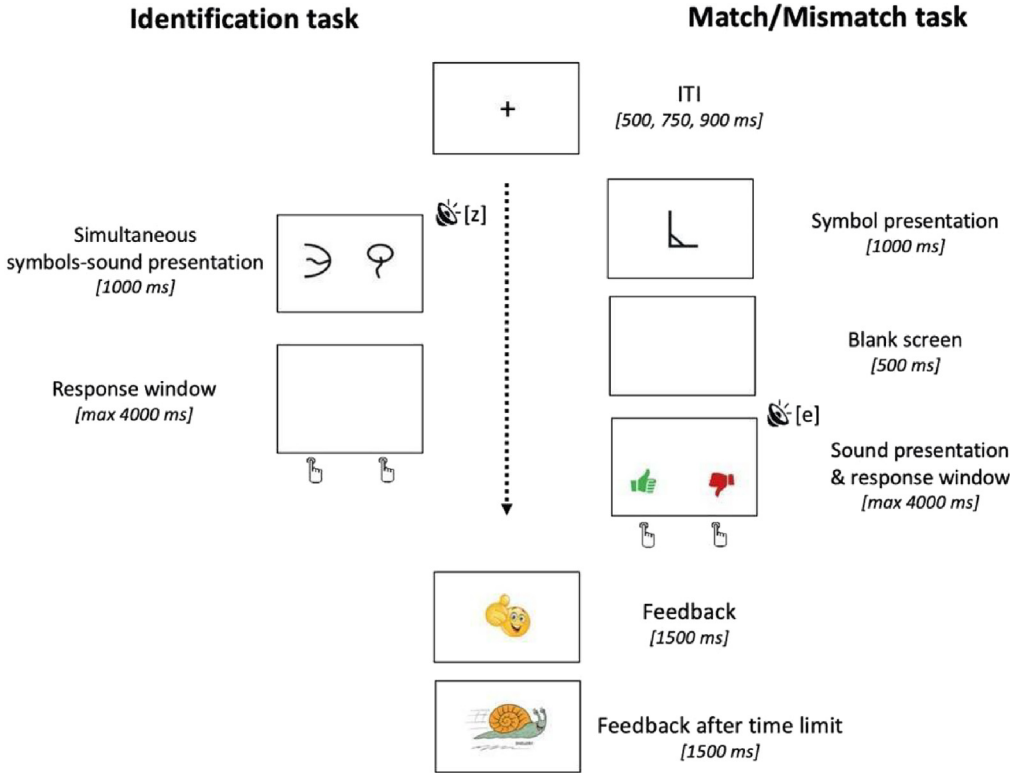 Identification task
Match/Mismatch task
+
ITI
[500, 750, 900 ms]
[z]
Simultaneous
symbols-sound presentation
[1000 ms]
Symbol presentation
[1000 ms]
Blank screen
[500 ms]
Response window
[max 4000 ms]
[e]
Sound presentation
& response window
[max 4000 ms]
Feedback
[1500 ms]
Feedback after time limit
[1500 ms]